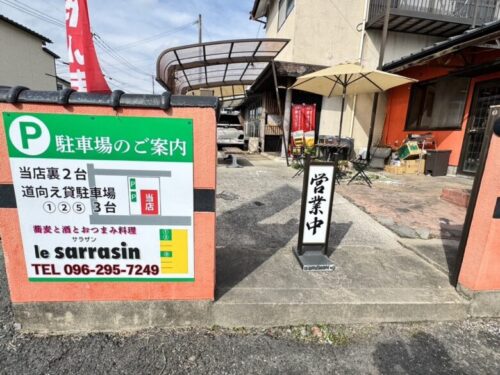 P 駐車場のご案内
当店裏2台
道向え貸駐車場
①②⑤ 3台
P P
当店
蕎麦と酒とおつまみ料理
サラザン
le sarrasin
TEL 096-295-7249
営業中